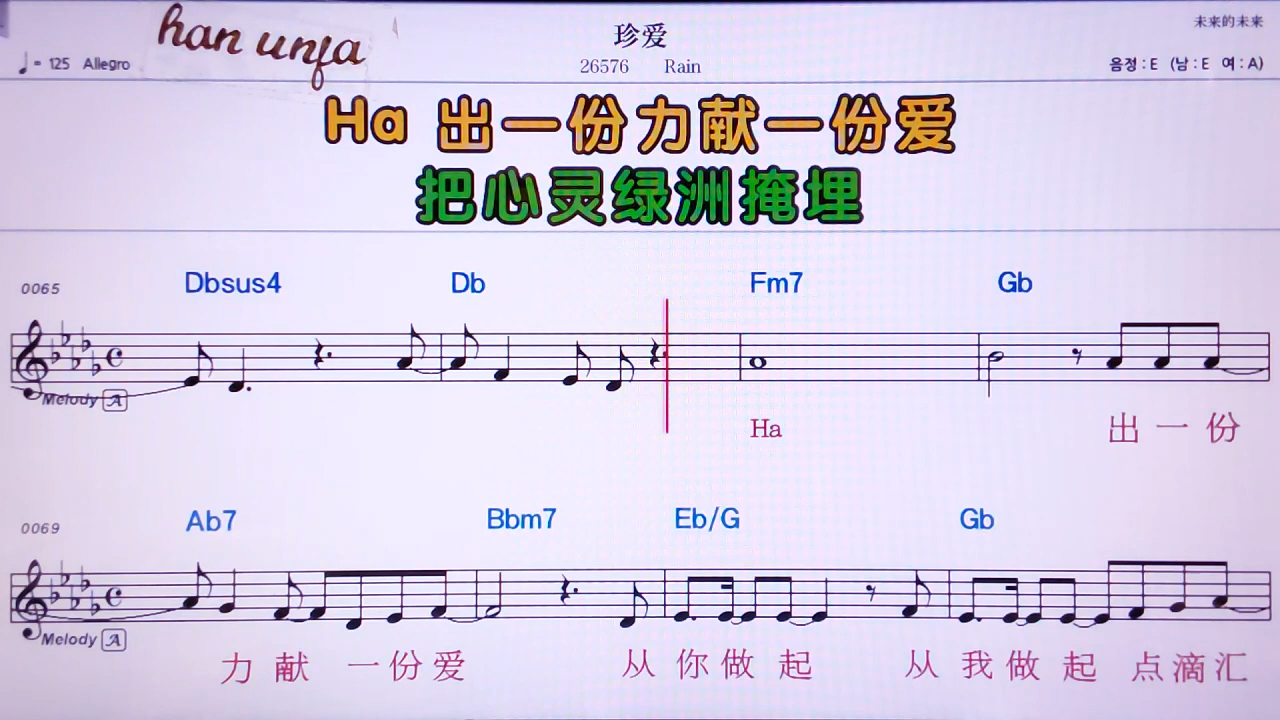 han unfa
珍爱
未来的未来
♩= 125 Allegro
26576 Rain
음정 : E (남 : E 여 : A)
Ha 出一份力献一份爱
把心灵绿洲掩埋
0065 Dbsus4 Db Fm7 Gb
Melody A
Ha 出 一 份
0069 Ab7 Bbm7 Eb/G Gb
Melody A
力 献 一 份 爱 从 你 做 起 从 我 做 起 点 滴 汇